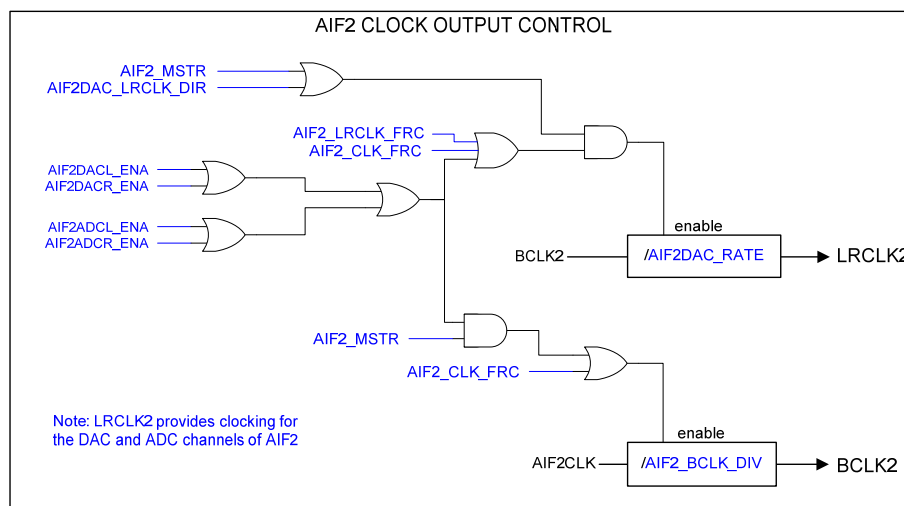 AIF2 CLOCK OUTPUT CONTROL
AIF2_MSTR
AIF2DAC_LRCLK_DIR
AIF2_LRCLK_FRC
AIF2_CLK_FRC
AIF2DACL_ENA
AIF2DACR_ENA
AIF2ADCL_ENA
AIF2ADCR_ENA
enable
BCLK2
/AIF2DAC_RATE
LRCLK2
AIF2_MSTR
AIF2_CLK_FRC
Note: LRCLK2 provides clocking for
the DAC and ADC channels of AIF2
enable
AIF2CLK
/AIF2_BCLK_DIV
BCLK2